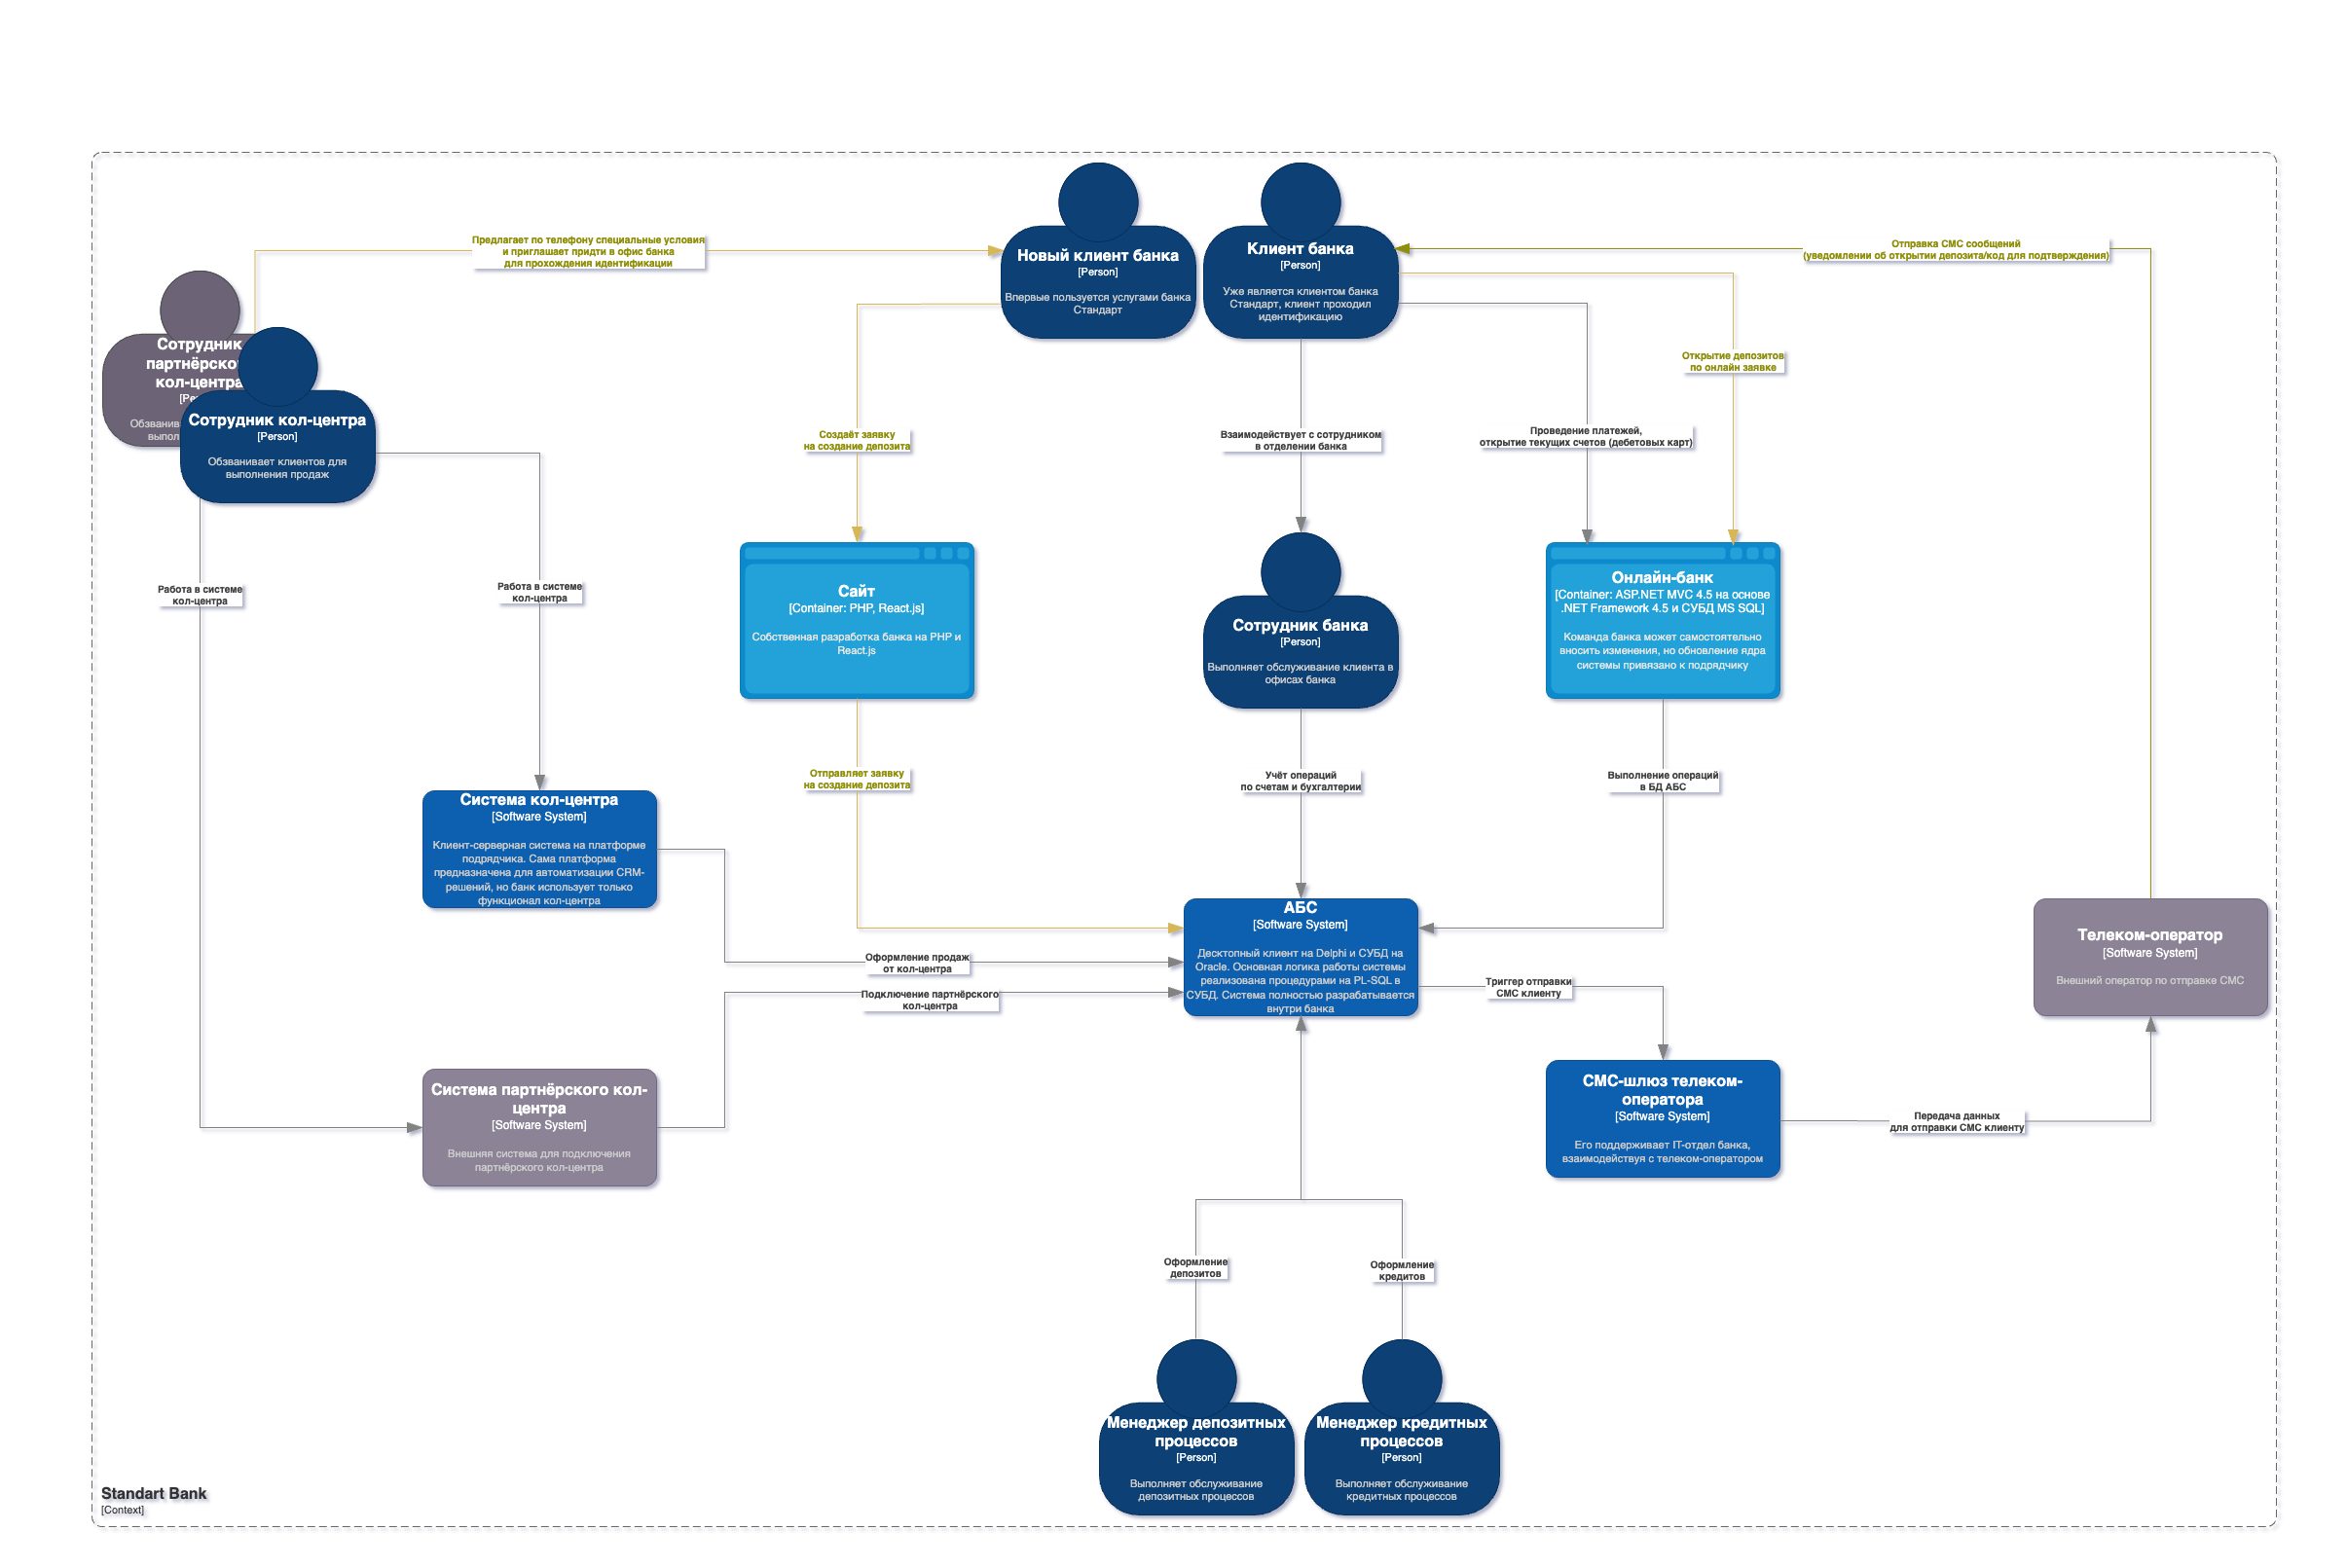 Новый клиент банка
[Person]
Впервые пользуется услугами банка
Стандарт
Клиент банка
[Person]
Уже является клиентом банка
Стандарт, клиент проходил
идентификацию
Предлагает по телефону специальные условия
и приглашает придти в офис банка
для прохождения идентификации
Отправка СМС сообщений
(уведомлении об открытии депозита/код для подтверждения)
Сотрудник
партнёрско
кол-центра
[Pe
Обзванив
выпол
Сотрудник кол-центра
[Person]
Обзванивает клиентов для
выполнения продаж
Открытие депозитов
по онлайн заявке
Создаёт заявку
на создание депозита
Взаимодействует с сотрудником
в отделении банка
Проведение платежей,
открытие текущих счетов (дебетовых карт)
Работа в системе
кол-центра
Работа в системе
кол-центра
Сайт
[Container: PHP, React.js]
Собственная разработка банка на PHP и
React.js
Сотрудник банка
[Person]
Выполняет обслуживание клиента в
офисах банка
Онлайн-банк
[Container: ASP.NET MVC 4.5 на основе
.NET Framework 4.5 и СУБД MS SQL]
Команда банка может самостоятельно
вносить изменения, но обновление ядра
системы привязано к подрядчику
Отправляет заявку
на создание депозита
Учёт операций
по счетам и бухгалтерии
Выполнение операций
в БД АБС
Система кол-центра
[Software System]
Клиент-серверная система на платформе
подрядчика. Сама платформа
предназначена для автоматизации CRM-
решений, но банк использует только
функционал кол-центра
АБС
[Software System]
Десктопный клиент на Delphi и СУБД на
Oracle. Основная логика работы системы
реализована процедурами на PL-SQL в
СУБД. Система полностью разрабатывается
внутри банка
Телеком-оператор
[Software System]
Внешний оператор по отправке СМС
Оформление продаж
от кол-центра
Подключение партнёрского
кол-центра
Триггер отправки
СМС клиенту
Система партнёрского кол-
центра
[Software System]
Внешняя система для подключения
партнёрского кол-центра
СМС-шлюз телеком-
оператора
[Software System]
Его поддерживает IT-отдел банка,
взаимодействуя с телеком-оператором
Передача данных
для отправки СМС клиенту
Оформление
депозитов
Оформление
кредитов
Менеджер депозитных
процессов
[Person]
Выполняет обслуживание
депозитных процессов
Менеджер кредитных
процессов
[Person]
Выполняет обслуживание
кредитных процессов
Standart Bank
[Context]